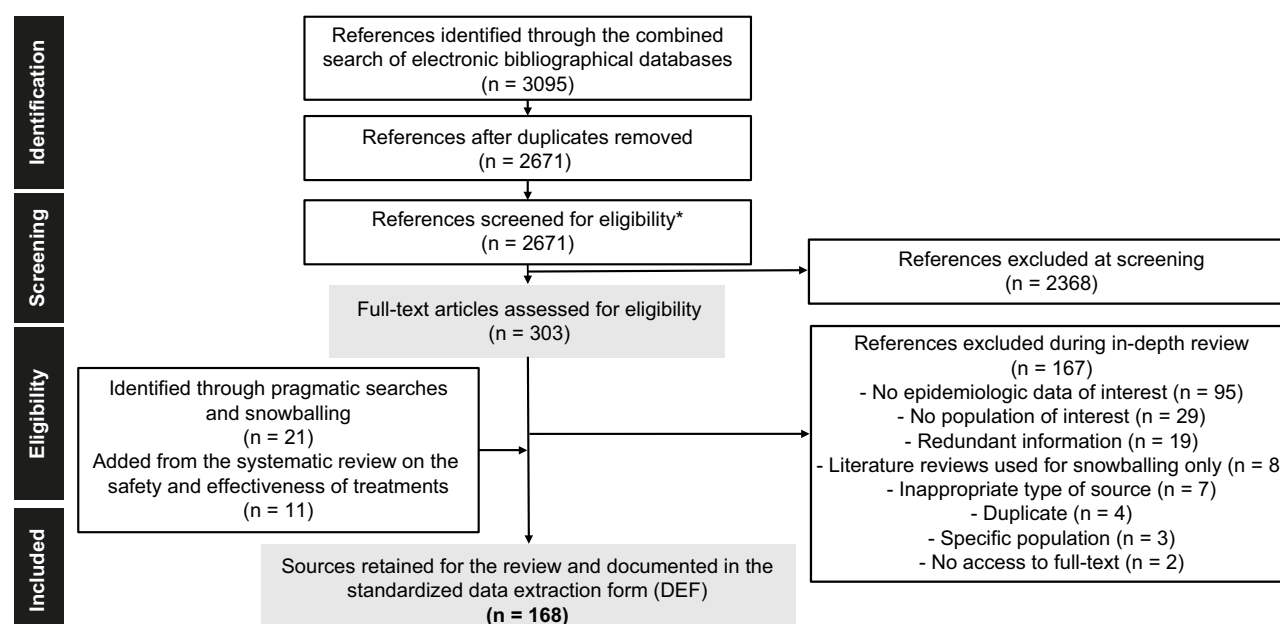 Identification
References identified through the combined
search of electronic bibliographical databases
(n = 3095)
References after duplicates removed
(n = 2671)
Screening
References screened for eligibility*
(n = 2671)
References excluded at screening
(n = 2368)
Full-text articles assessed for eligibility
(n = 303)
Eligibility
Identified through pragmatic searches
and snowballing
(n = 21)
Added from the systematic review on the
safety and effectiveness of treatments
(n = 11)
References excluded during in-depth review
(n = 167)
- No epidemiologic data of interest (n = 95)
- No population of interest (n = 29)
- Redundant information (n = 19)
- Literature reviews used for snowballing only (n = 8
- Inappropriate type of source (n = 7)
- Duplicate (n = 4)
- Specific population (n = 3)
- No access to full-text (n = 2)
Included
Sources retained for the review and documented in the
standardized data extraction form (DEF)
(n = 168)